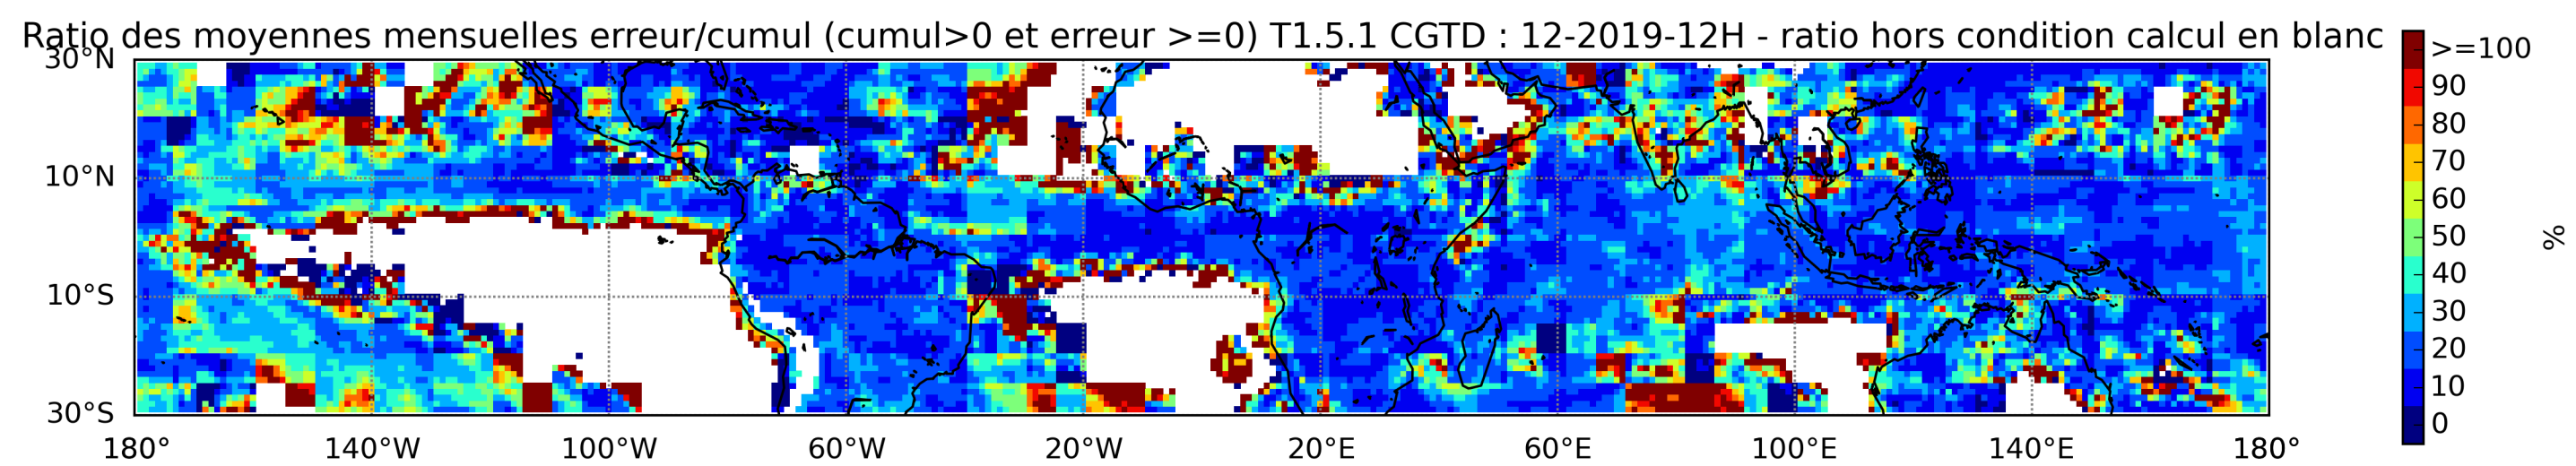 Ratio des moyennes mensuelles erreur/cumul (cumul>0 et erreur >=0) T1.5.1 CGTD : 12-2019-12H - ratio hors condition calcul en blanc
30°N
10°N
10°S
30°S
180° 140°W 100°W 60°W 20°W 20°E 60°E 100°E 140°E 180°
>=100
90
80
70
60
50
40
30
20
10
0
%